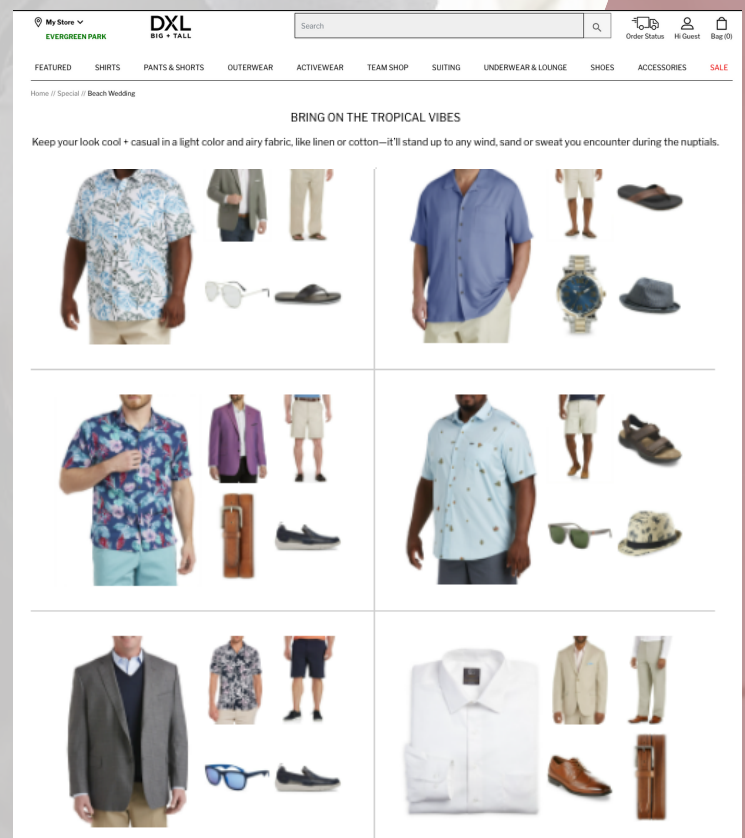 My Store
EVERGREEN PARK
DXL
BIG + TALL
Search
Order Status
Hi Guest
Bag (0)
FEATURED SHIRTS PANTS & SHORTS OUTERWEAR ACTIVEWEAR TEAM SHOP SUITING UNDERWEAR & LOUNGE SHOES ACCESSORIES SALE
Home // Special // Beach Wedding
BRING ON THE TROPICAL VIBES
Keep your look cool + casual in a light color and airy fabric, like linen or cotton—it'll stand up to any wind, sand or sweat you encounter during the nuptials.